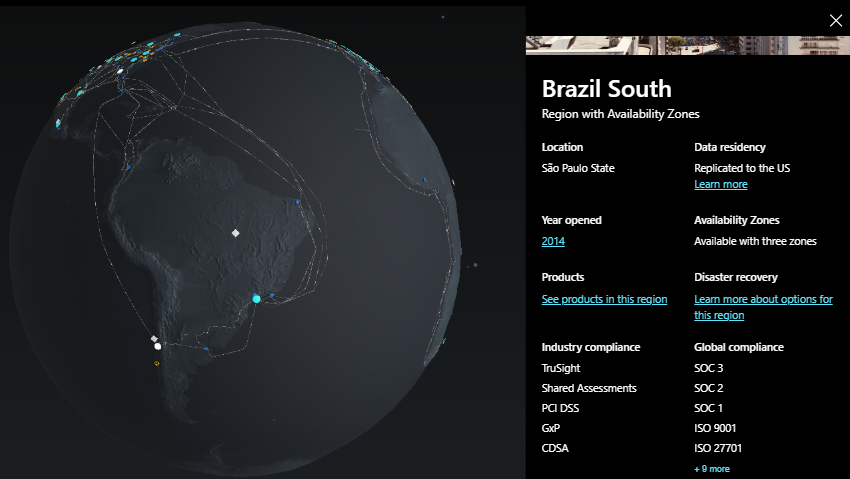 Brazil South
Region with Availability Zones
Location
São Paulo State
Data residency
Replicated to the US
Learn more
Year opened
2014
Availability Zones
Available with three zones
Products
See products in this region
Disaster recovery
Learn more about options for
this region
Industry compliance
TruSight
Shared Assessments
PCI DSS
GxP
CDSA
Global compliance
SOC 3
SOC 2
SOC 1
ISO 9001
ISO 27701
+ 9 more